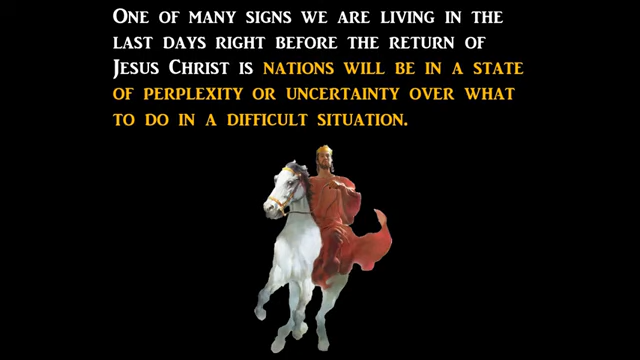 One of many signs we are living in the
last days right before the return of
Jesus Christ is nations will be in a state
of perplexity or uncertainty over what
to do in a difficult situation.